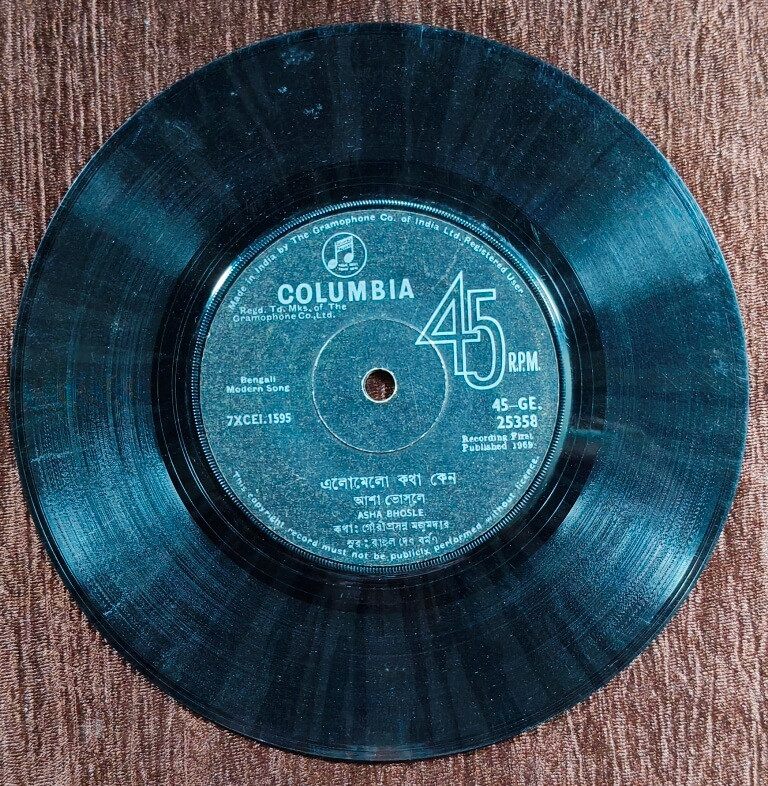 Made in India by The Gramophone Co. of India Ltd. Registered User
COLUMBIA
Regd. Td. Mks. of The
Gramophone Co. Ltd.
45 R.P.M.
Bengali
Modern Song
7XCEI.1595
45–GE.
25358
Recording First
Published 1969
এলোমেলো কথা কেন
আশা ভোসলে
ASHA BHOSLE
কথা: গৌরীপ্রসন্ন মজুমদার
সুর: রাহুল দেব বর্মণ
This copyright record must not be publicly performed without licence.